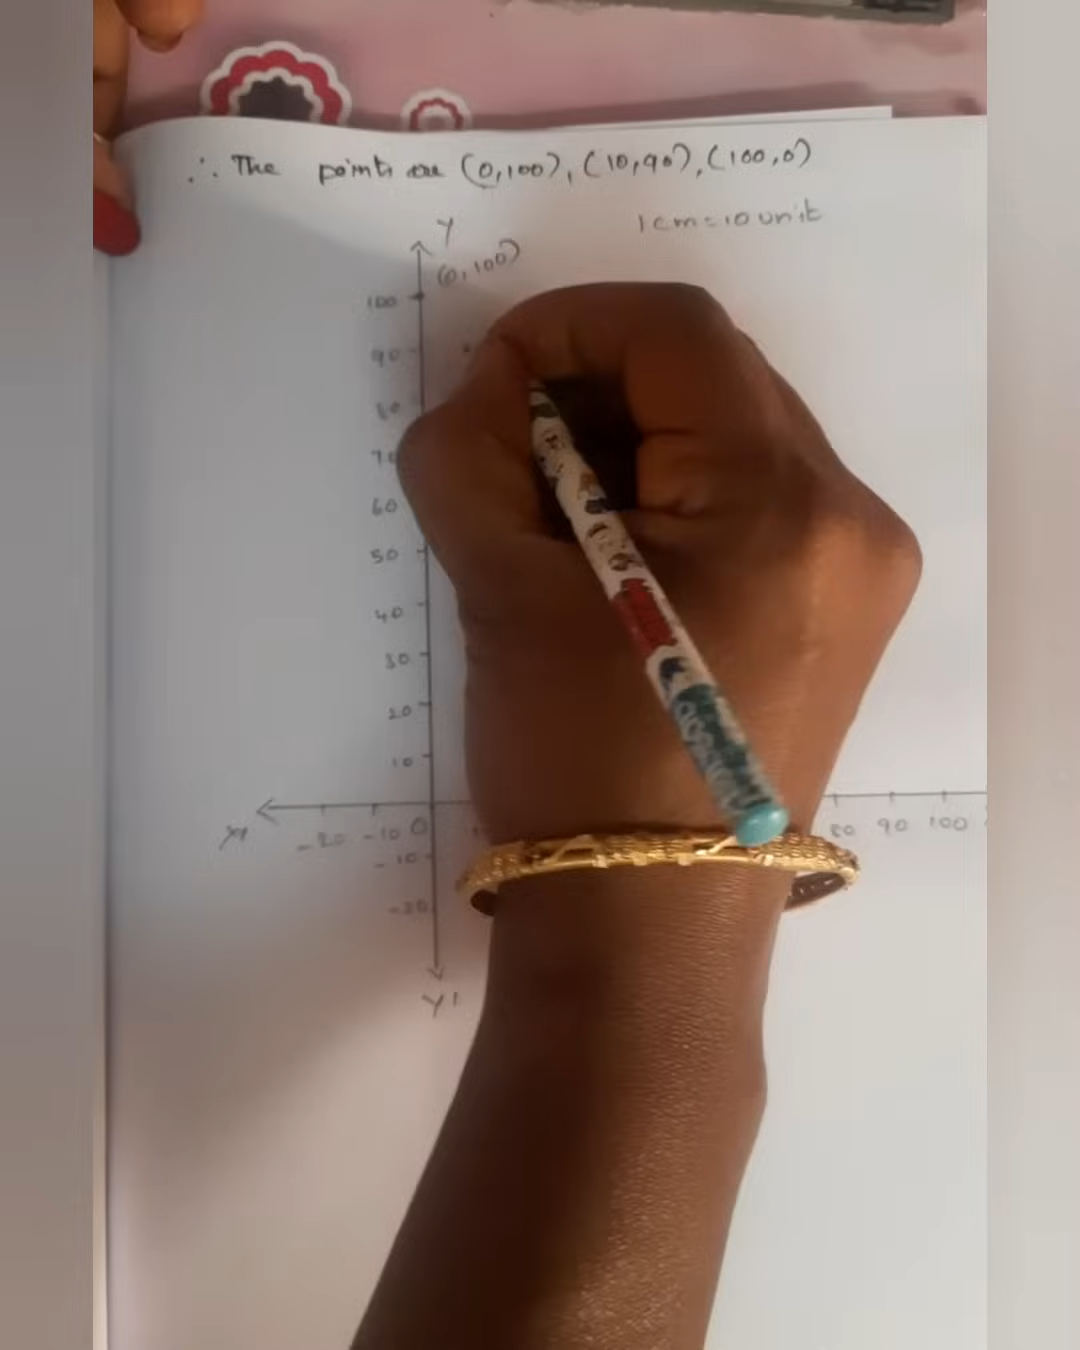 ∴ The points are (0,100), (10,90), (100,0)
1cm=10 unit
Y
(0,100)
100
90
80
70
60
50
40
30
20
10
X' -20 -10 0 80 90 100
-10
-20
Y'